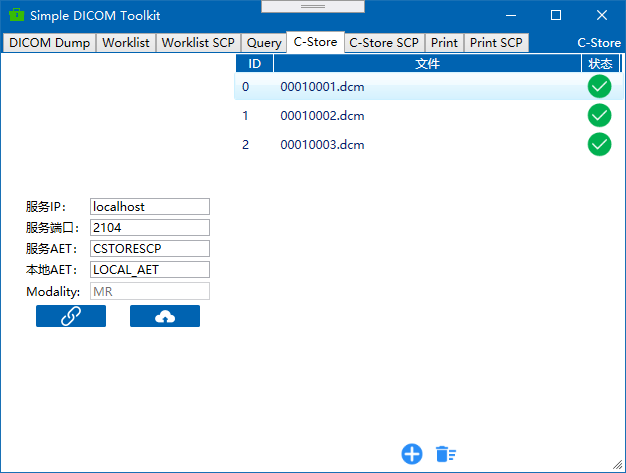 Simple DICOM Toolkit
DICOM Dump Worklist Worklist SCP Query C-Store C-Store SCP Print Print SCP C-Store
ID 文件 状态
0 00010001.dcm
1 00010002.dcm
2 00010003.dcm
服务IP： localhost
服务端口： 2104
服务AET： CSTORESCP
本地AET： LOCAL_AET
Modality: MR